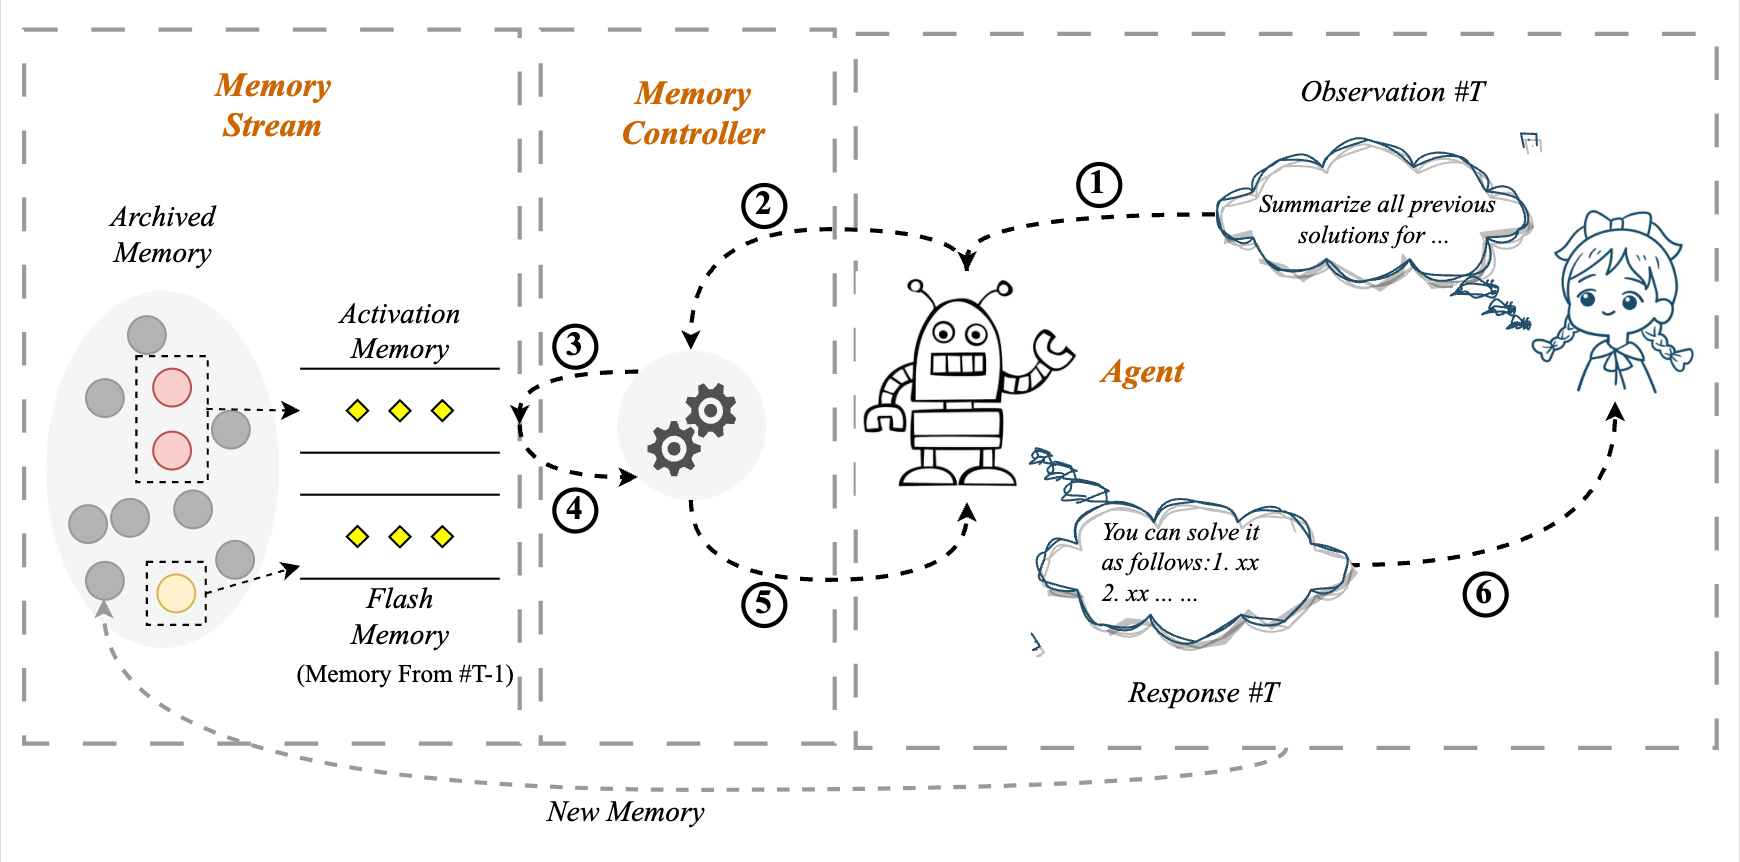 Memory
Stream
Memory
Controller
Observation #T
Summarize all previous
solutions for ...
Archived
Memory
Activation
Memory
Flash
Memory
(Memory From #T-1)
1
2
3
4
5
6
Agent
You can solve it
as follows:1. xx
2. xx ... ...
Response #T
New Memory